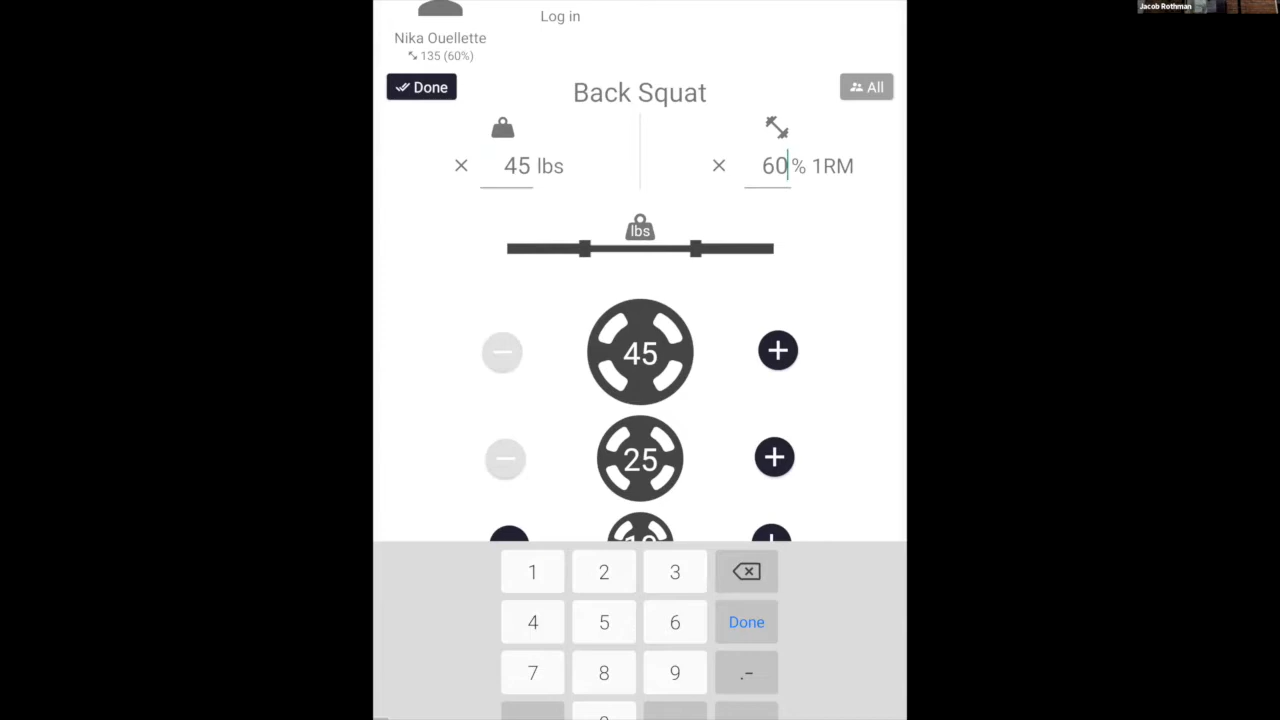 Jacob Rothman
Log in
Nika Ouellette
135 (60%)
Done
Back Squat
All
45 lbs
60 % 1RM
lbs
45
25
1 2 3
4 5 6 Done
7 8 9 .-